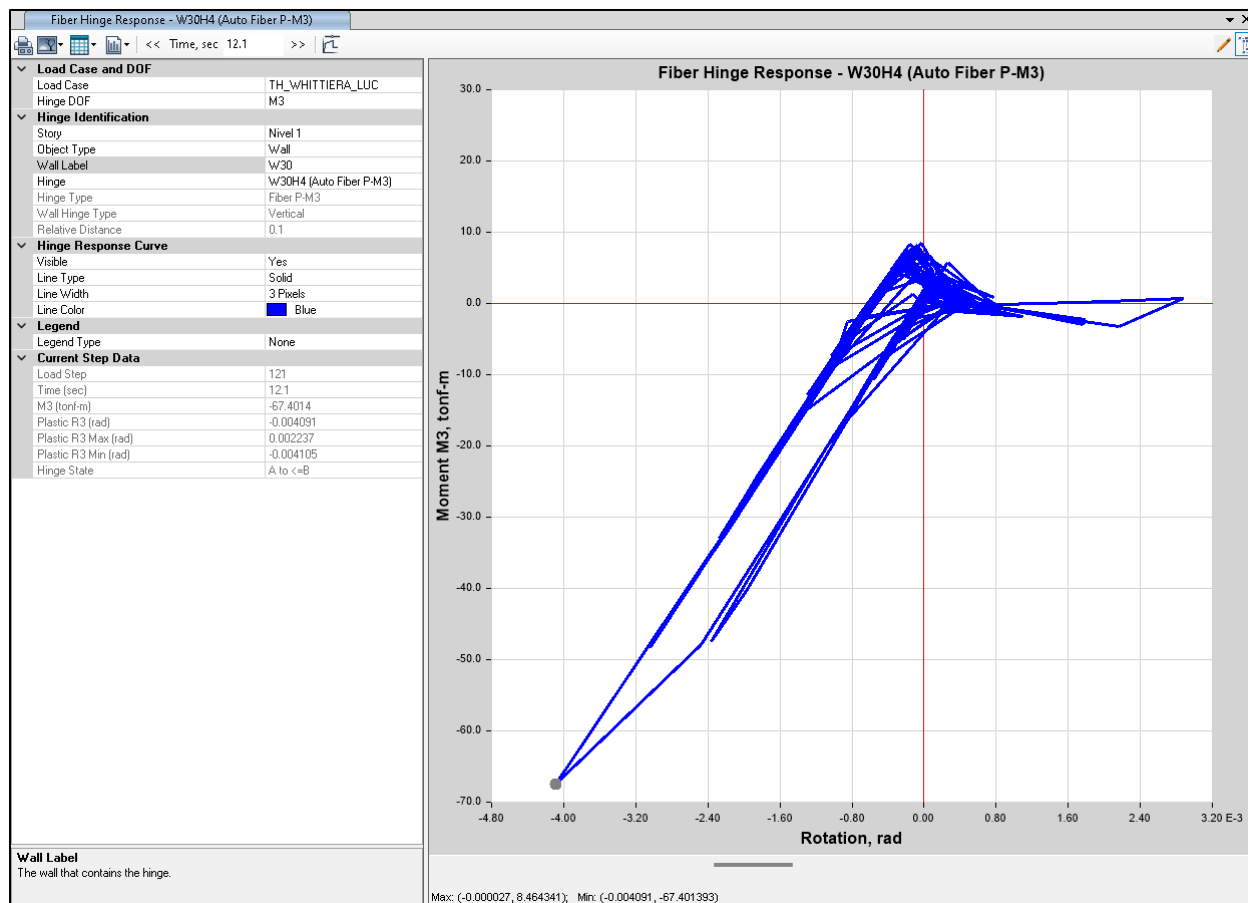 Fiber Hinge Response - W30H4 (Auto Fiber P-M3)
<< Time, sec 12.1 >>
Load Case and DOF
Load Case TH_WHITTIERA_LUC
Hinge DOF M3
Hinge Identification
Story Nivel 1
Object Type Wall
Wall Label W30
Hinge W30H4 (Auto Fiber P-M3)
Hinge Type Fiber P-M3
Wall Hinge Type Vertical
Relative Distance 0.1
Hinge Response Curve
Visible Yes
Line Type Solid
Line Width 3 Pixels
Line Color Blue
Legend
Legend Type None
Current Step Data
Load Step 121
Time (sec) 12.1
M3 (tonf-m) -67.4014
Plastic R3 (rad) -0.004091
Plastic R3 Max (rad) 0.002237
Plastic R3 Min (rad) -0.004105
Hinge State A to <=B
Wall Label
The wall that contains the hinge.
Fiber Hinge Response - W30H4 (Auto Fiber P-M3)
30.0
20.0
10.0
0.0
-10.0
-20.0
-30.0
-40.0
-50.0
-60.0
-70.0
Moment M3, tonf-m
-4.80 -4.00 -3.20 -2.40 -1.60 -0.80 0.00 0.80 1.60 2.40 3.20 E-3
Rotation, rad
Max: (-0.000027, 8.464341); Min: (-0.004091, -67.401393)